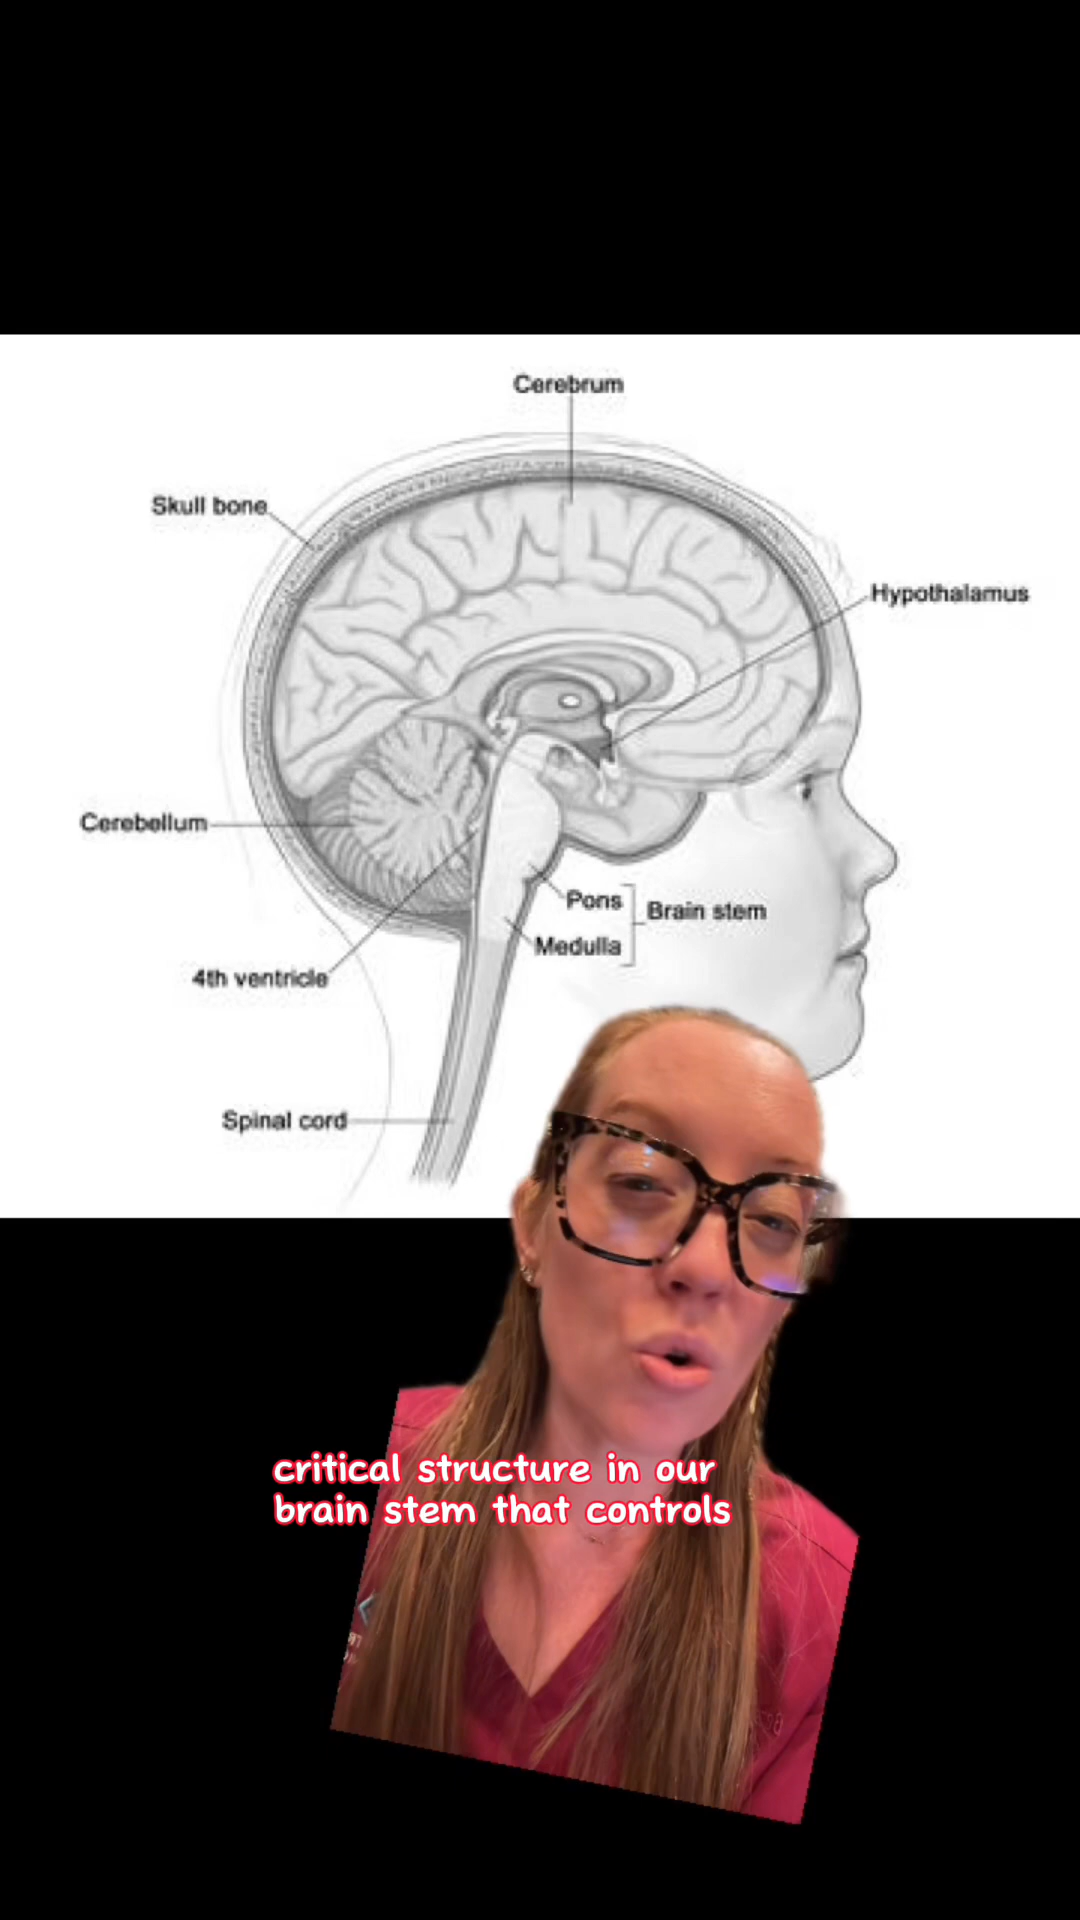 Cerebrum
Skull bone
Hypothalamus
Cerebellum
Pons
Brain stem
Medulla
4th ventricle
Spinal cord
critical structure in our
brain stem that controls